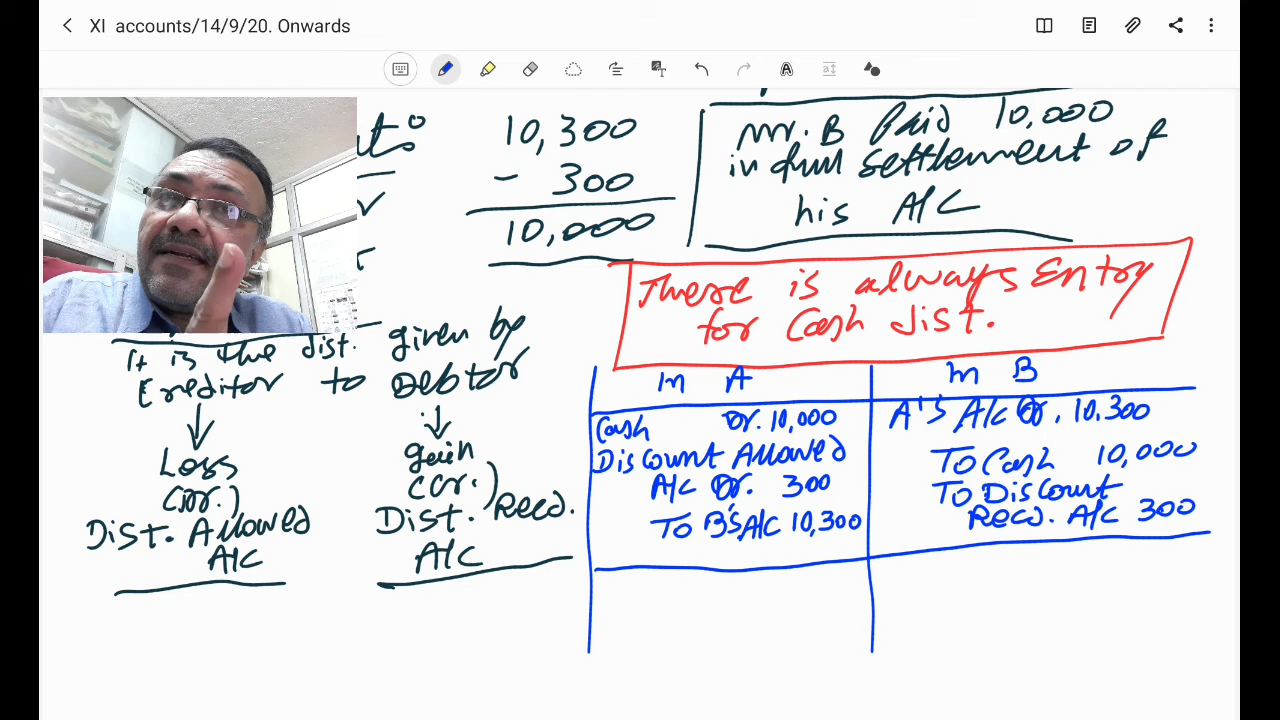 XI accounts/14/9/20. Onwards
10,300
- 300
10,000
Mr. B Paid 10,000
in full settlement of
his A/C
There is always Entry
for Cash dist.
It is the dist. given by
Creditor to Debtor
Loss
(Dr.)
Dist. Allowed
A/C
gain
(Cr.)
Dist. Recd.
A/C
In A
Cash Dr. 10,000
Discount Allowed
A/C Dr. 300
To B's A/C 10,300
In B
A's A/c Dr. 10,300
To Cash 10,000
To Discount
Recd. A/C 300